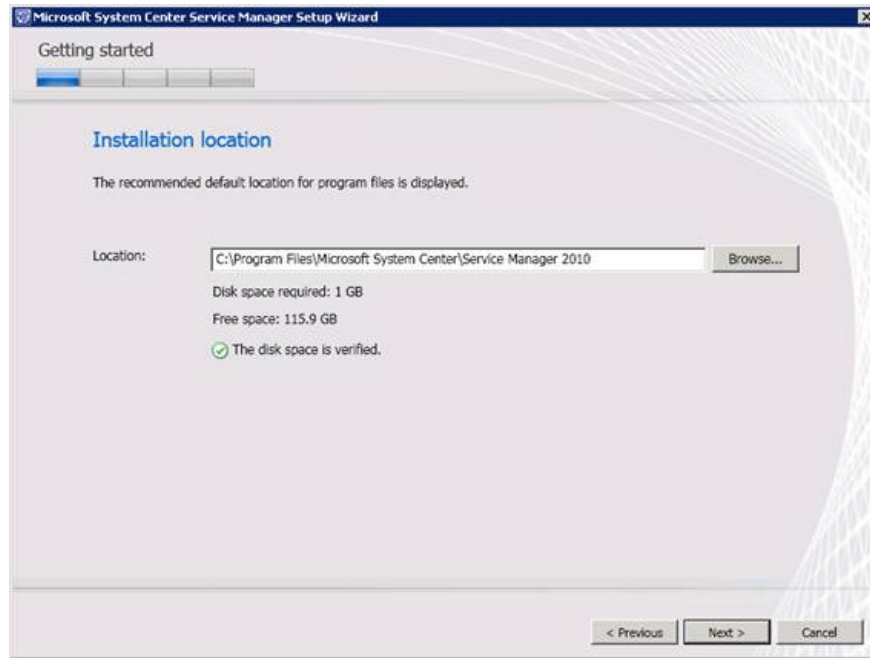 Microsoft System Center Service Manager Setup Wizard
Getting started
Installation location
The recommended default location for program files is displayed.
Location: C:\Program Files\Microsoft System Center\Service Manager 2010 Browse...
Disk space required: 1 GB
Free space: 115.9 GB
The disk space is verified.
< Previous Next > Cancel